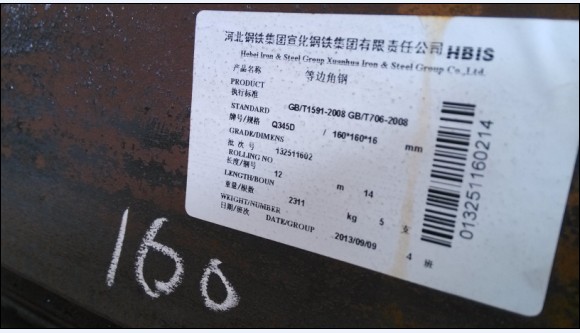 河北钢铁集团宣化钢铁集团有限责任公司 HBIS
Hebei Iron & Steel Group Xuanhua Iron & Steel Group Co.,Ltd.
产品名称 等边角钢
PRODUCT
执行标准
STANDARD GB/T1591-2008 GB/T706-2008
牌号/规格 Q345D / 160*160*16 mm
GRADE/DIMENS
批次号 132511602
ROLLING NO
长度/捆号 12 m 14
LENGTH/BOUN
重量/根数 2311 kg 5 支
WEIGHT/NUMBER
日期/班次 2013/09/09 4 班
DATE/GROUP
013251160214
160